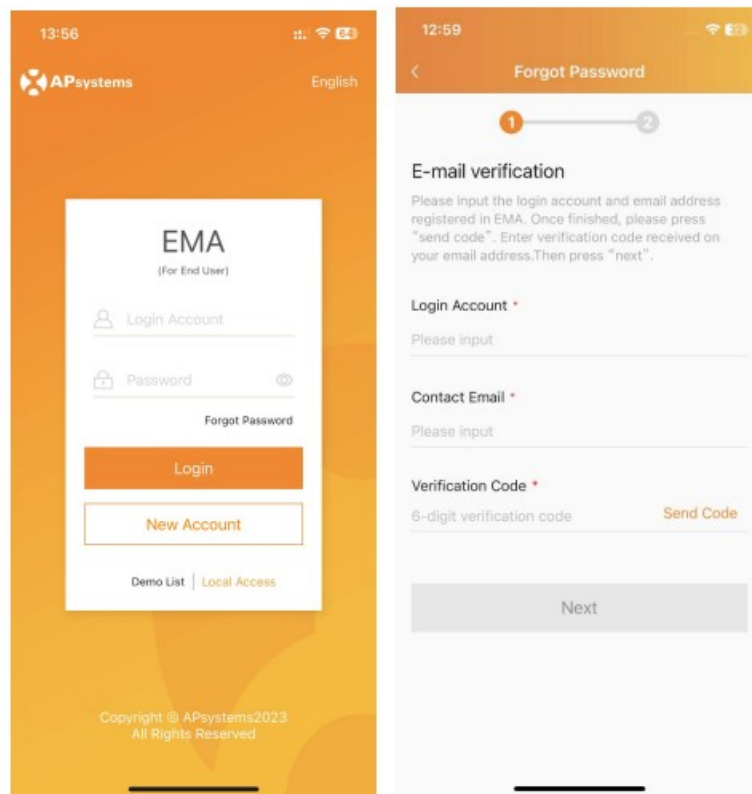 13:56
64
APsystems
English
EMA
(For End User)
Login Account
Password
Forgot Password
Login
New Account
Demo List | Local Access
Copyright © APsystems2023
All Rights Reserved
12:59
Forgot Password
1
2
E-mail verification
Please input the login account and email address
registered in EMA. Once finished, please press
"send code". Enter verification code received on
your email address.Then press "next".
Login Account *
Please input
Contact Email *
Please input
Verification Code *
6-digit verification code
Send Code
Next